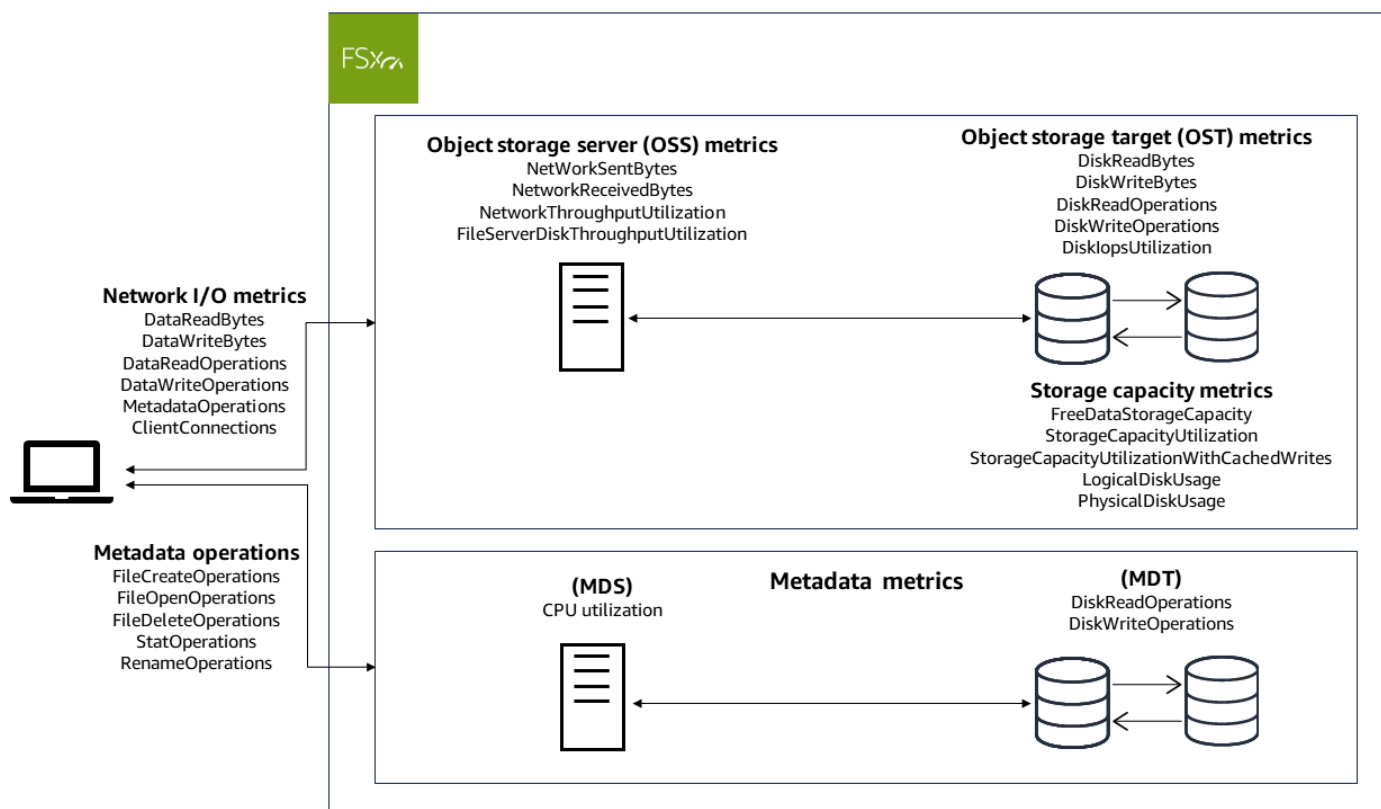 FSx
Object storage server (OSS) metrics
NetWorkSentBytes
NetworkReceivedBytes
NetworkThroughputUtilization
FileServerDiskThroughputUtilization
Object storage target (OST) metrics
DiskReadBytes
DiskWriteBytes
DiskReadOperations
DiskWriteOperations
DiskIopsUtilization
Network I/O metrics
DataReadBytes
DataWriteBytes
DataReadOperations
DataWriteOperations
MetadataOperations
ClientConnections
Storage capacity metrics
FreeDataStorageCapacity
StorageCapacityUtilization
StorageCapacityUtilizationWithCachedWrites
LogicalDiskUsage
PhysicalDiskUsage
Metadata operations
FileCreateOperations
FileOpenOperations
FileDeleteOperations
StatOperations
RenameOperations
(MDS)
CPU utilization
Metadata metrics
(MDT)
DiskReadOperations
DiskWriteOperations